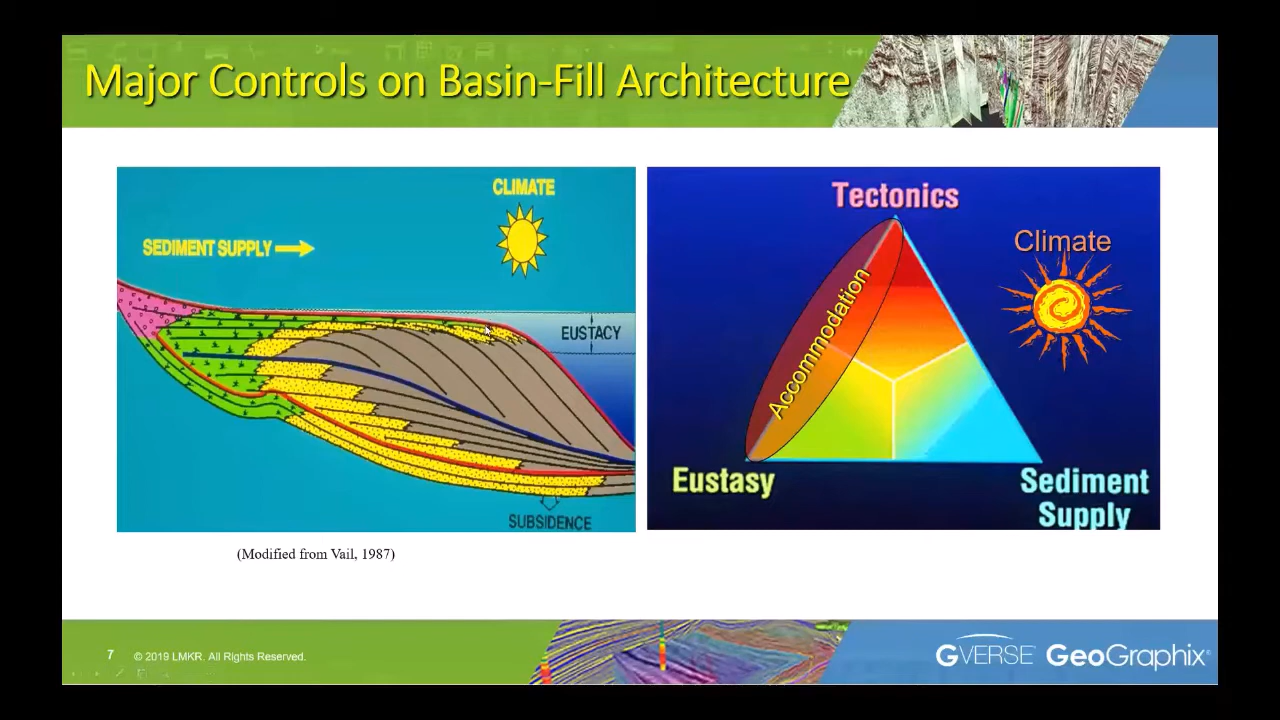 Major Controls on Basin-Fill Architecture
CLIMATE
SEDIMENT SUPPLY
EUSTACY
SUBSIDENCE
(Modified from Vail, 1987)
Tectonics
Climate
Accommodation
Eustasy
Sediment
Supply
7 © 2019 LMKR. All Rights Reserved.
GVERSE GeoGraphix®